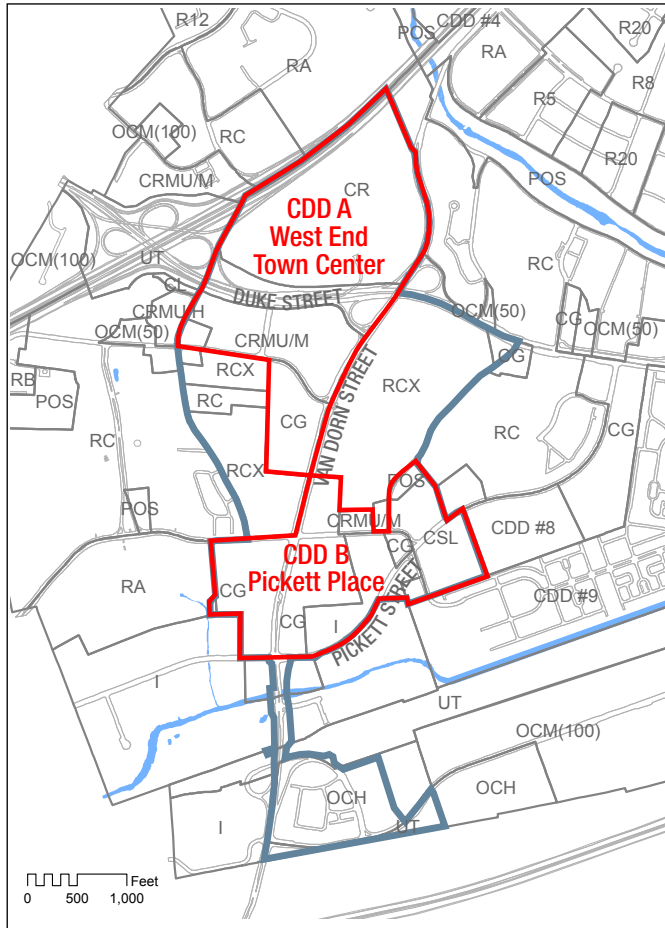 R12
POS
CDD #4
RA
R20
RA
R8
R5
OCM(100)
RC
R20
CRMU/M
CR
POS
CDD A
West End
Town Center
OCM(100)
UT
RC
CL
DUKE STREET
CRMU/H
OCM(50)
OCM(50)
CG
OCM(50)
CRMU/M
CG
RCX
RB
POS
RC
RCX
VAN DORN STREET
CG
RC
CG
RC
RCX
POS
POS
CRMU/M
CSL
CDD #8
CG
CDD B
Pickett Place
RA
CG
CDD #9
CG
I
PICKETT STREET
I
UT
OCM(100)
OCH
OCH
I
UT
Feet
0 500 1,000